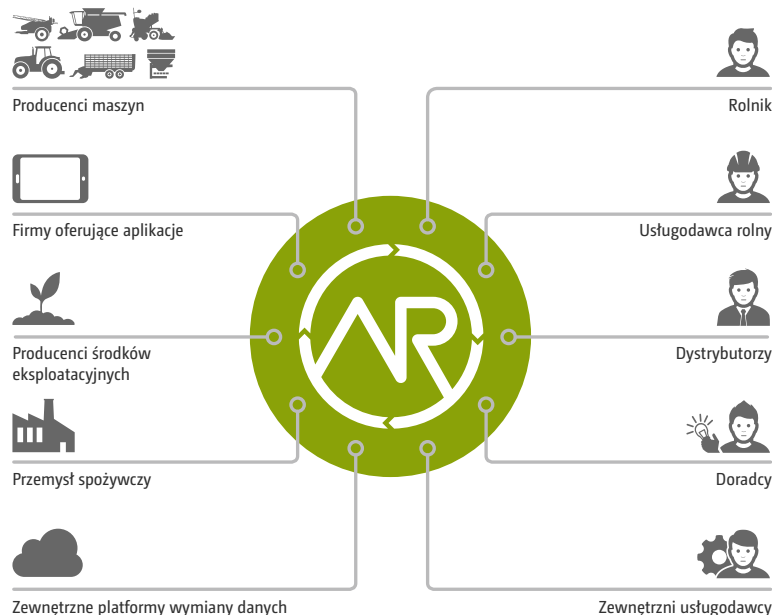 Producenci maszyn
Rolnik
Firmy oferujące aplikacje
Usługodawca rolny
AR
Producenci środków
eksploatacyjnych
Dystrybutorzy
Przemysł spożywczy
Doradcy
Zewnętrzne platformy wymiany danych
Zewnętrzni usługodawcy